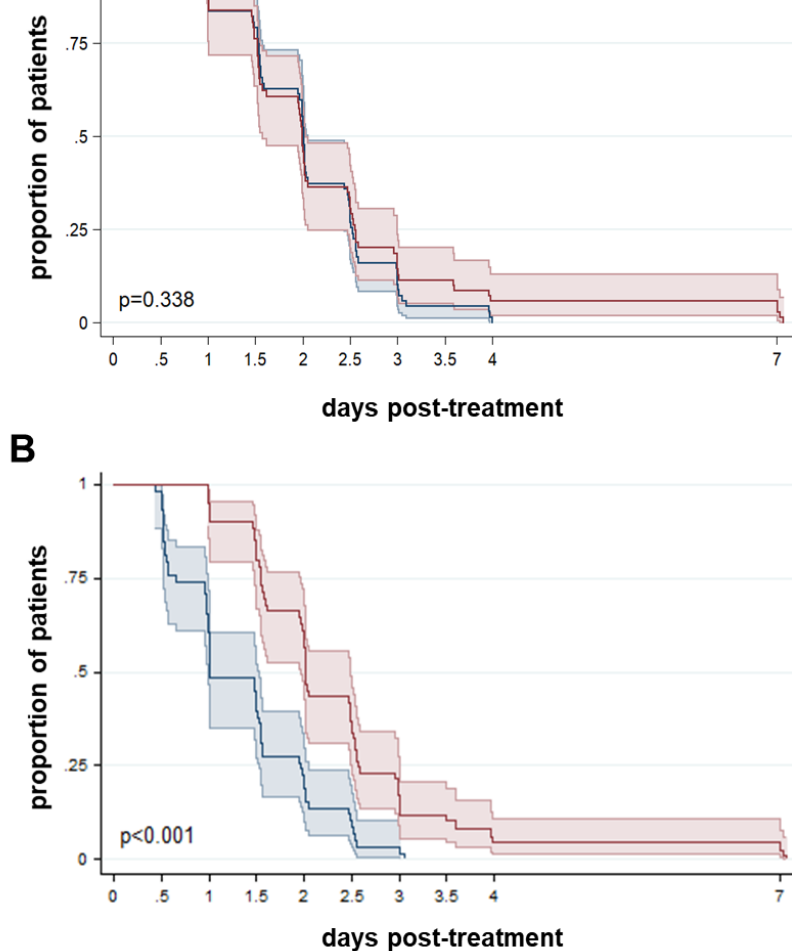 proportion of patients
.75
.5
.25
0
p=0.338
0 .5 1 1.5 2 2.5 3 3.5 4 7
days post-treatment
B
proportion of patients
1
.75
.5
.25
0
p<0.001
0 .5 1 1.5 2 2.5 3 3.5 4 7
days post-treatment